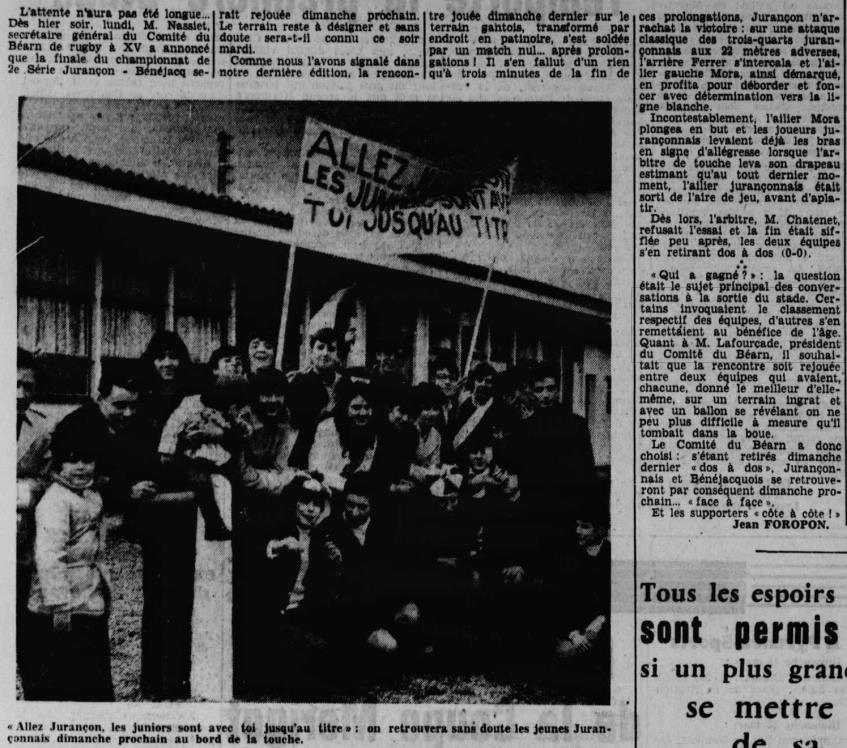 L'attente n'aura pas été longue...
Dès hier soir, lundi, M. Nassiet,
secrétaire général du Comité du
Béarn de rugby à XV a annoncé
que la finale du championnat de
2e Série Jurançon - Bénéjacq se-
rait rejouée dimanche prochain.
Le terrain reste à désigner et sans
doute sera-t-il connu ce soir
mardi.
Comme nous l'avons signalé dans
notre dernière édition, la rencon-
tre jouée dimanche dernier sur le
terrain gantois, transformé par
endroit en patinoire, s'est soldée
par un match nul... après prolon-
gations ! Il s'en fallut d'un rien
qu'à trois minutes de la fin de
ces prolongations, Jurançon n'ar-
rachat la victoire : sur une attaque
classique des trois-quarts juran-
çonnais aux 22 mètres adverses,
l'arrière Ferrer s'intercala et l'ai-
lier gauche Mora, ainsi démarqué,
en profita pour déborder et fon-
cer avec détermination vers la li-
gne blanche.
Incontestablement, l'ailier Mora
plongea en but et les joueurs ju-
rançonnais levaient déjà les bras
en signe d'allégresse lorsque l'ar-
bitre de touche leva son drapeau
estimant qu'au tout dernier mo-
ment, l'ailier jurançonnais était
sorti de l'aire de jeu, avant d'apla-
tir.
Dès lors, l'arbitre, M. Chatenet,
refusait l'essai et la fin était sif-
flée peu après, les deux équipes
s'en retirant dos à dos (0-0).
« Qui a gagné ? » : la question
était le sujet principal des conver-
sations à la sortie du stade. Cer-
tains invoquaient le classement
respectif des équipes, d'autres s'en
remettaient au bénéfice de l'âge.
Quant à M. Lafourcade, président
du Comité du Béarn, il souhai-
tait que la rencontre soit rejouée
entre deux équipes qui avaient,
chacune, donné le meilleur d'elle-
même, sur un terrain ingrat et
avec un ballon se révélant on ne
peu plus difficile à mesure qu'il
tombait dans la boue.
Le Comité du Béarn a donc
choisi : s'étant retirés dimanche
dernier « dos à dos », Jurançon-
nais et Bénéjacquois se retrouve-
ront par conséquent dimanche pro-
chain... « face à face ».
Et les supporters « côte à côte ! »
Jean FOROPON.
ALLEZ
LES SONT AVEC
TOI JUSQU'AU TITRE
« Allez Jurançon, les juniors sont avec toi jusqu'au titre » : on retrouvera sans doute les jeunes Juran-
çonnais dimanche prochain au bord de la touche.
Tous les espoirs
sont permis
si un plus gran
se mettre
de sa